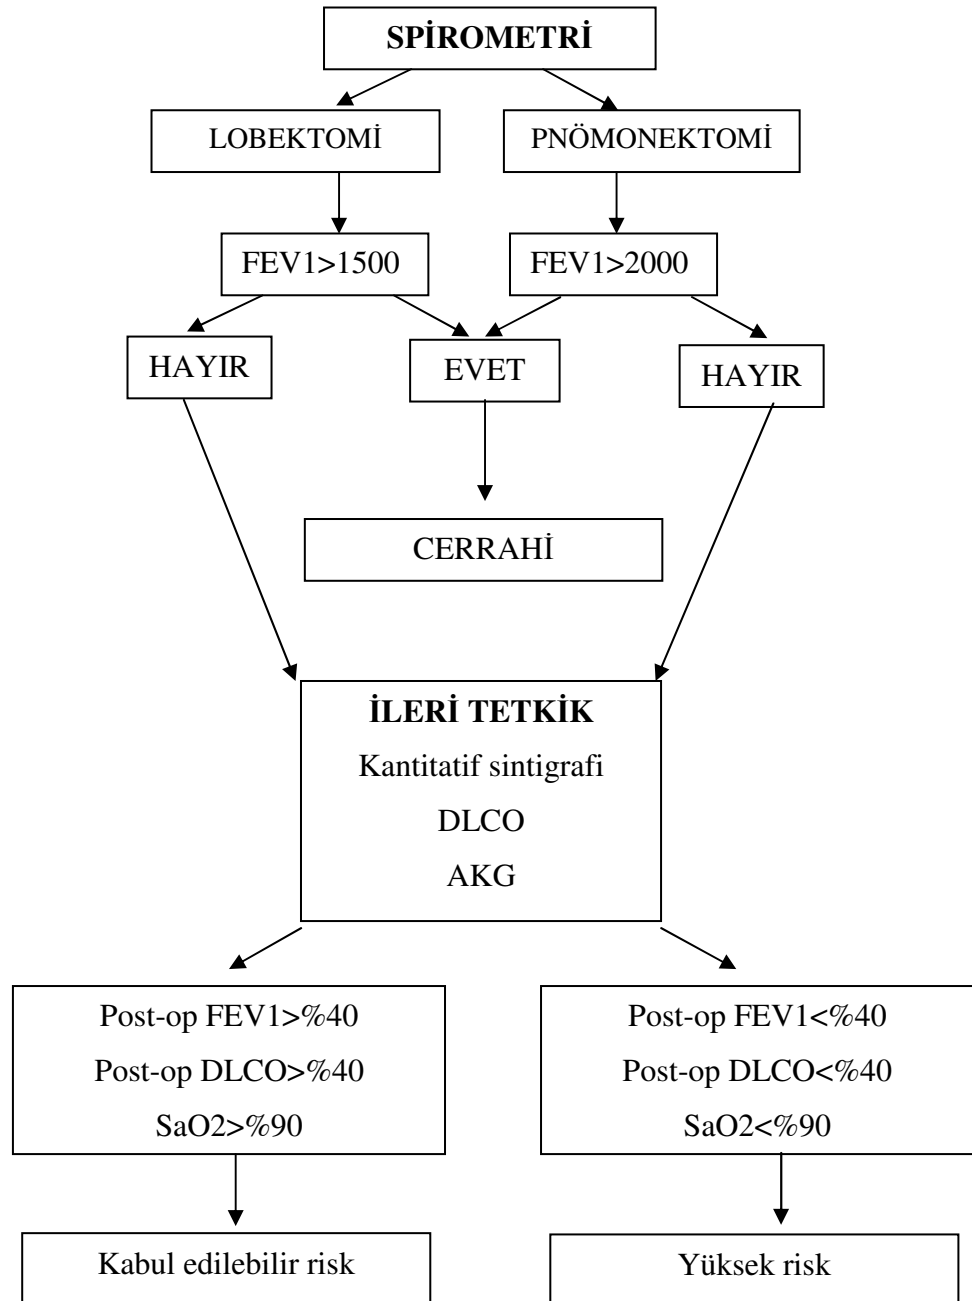 SPİROMETRİ
LOBEKTOMİ
PNÖMONEKTOMİ
FEV1>1500
FEV1>2000
HAYIR
EVET
HAYIR
CERRAHİ
İLERİ TETKİK
Kantitatif sintigrafi
DLCO
AKG
Post-op FEV1>%40
Post-op DLCO>%40
SaO2>%90
Post-op FEV1<%40
Post-op DLCO<%40
SaO2<%90
Kabul edilebilir risk
Yüksek risk